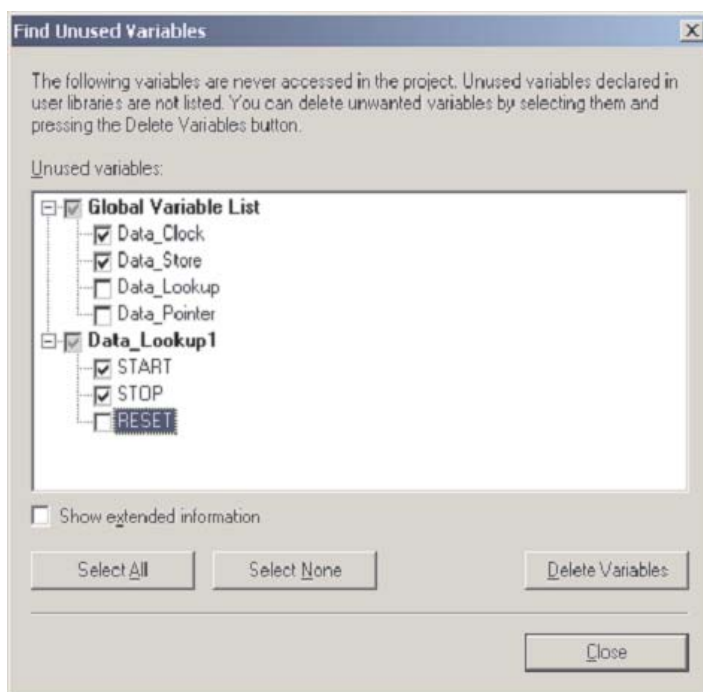 Find Unused Variables
The following variables are never accessed in the project. Unused variables declared in
user libraries are not listed. You can delete unwanted variables by selecting them and
pressing the Delete Variables button.
Unused variables:
Global Variable List
Data_Clock
Data_Store
Data_Lookup
Data_Pointer
Data_Lookup1
START
STOP
RESET
Show extended information
Select All
Select None
Delete Variables
Close